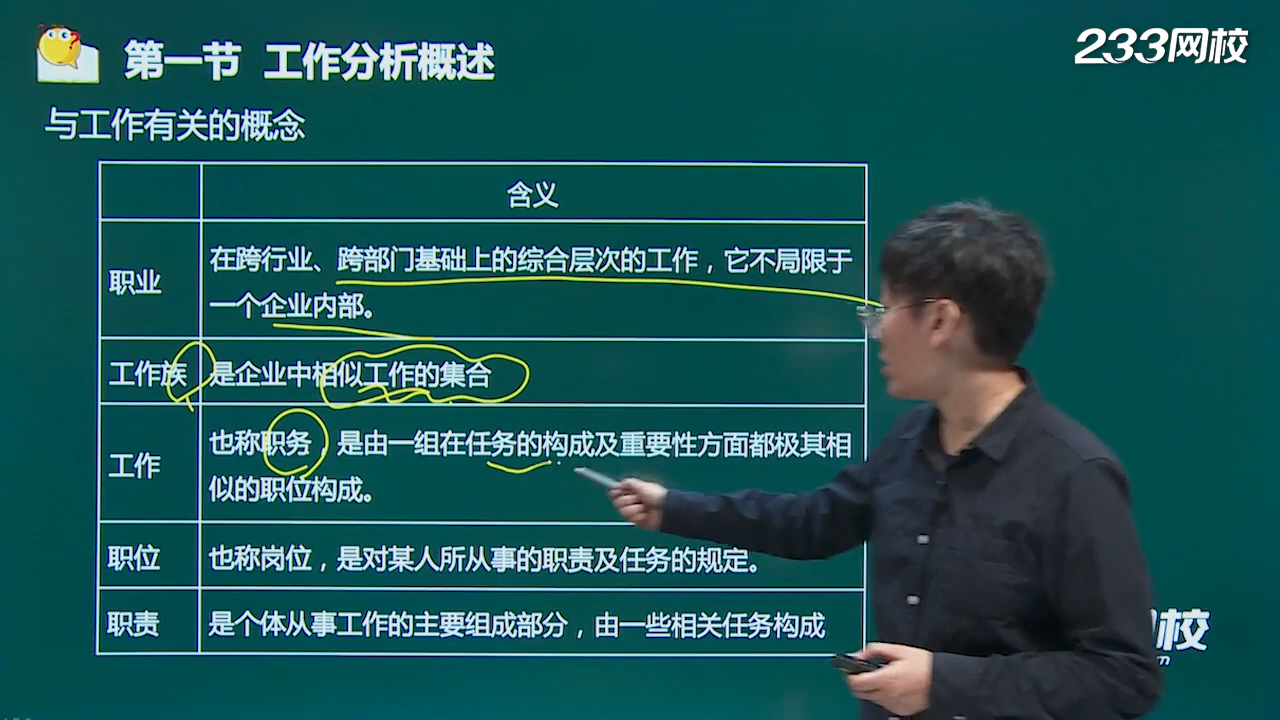 第一节 工作分析概述
233网校
与工作有关的概念
含义
职业
在跨行业、跨部门基础上的综合层次的工作，它不局限于
一个企业内部。
工作族
是企业中相似工作的集合
工作
也称职务，是由一组在任务的构成及重要性方面都极其相
似的职位构成。
职位
也称岗位，是对某人所从事的职责及任务的规定。
职责
是个体从事工作的主要组成部分，由一些相关任务构成
校